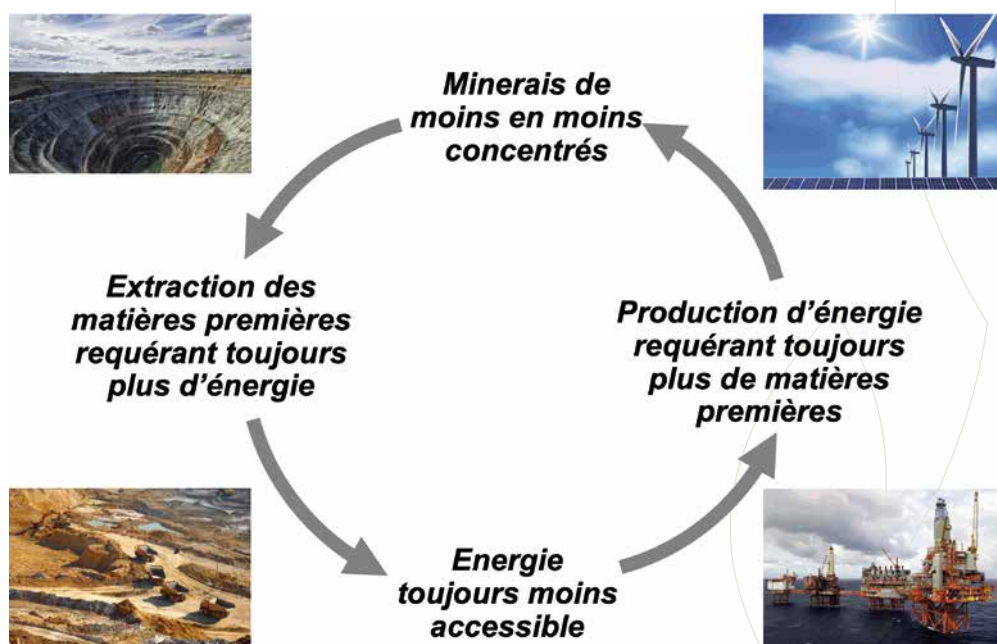 Minerais de
moins en moins
concentrés
Extraction des
matières premières
requérant toujours
plus d’énergie
Production d’énergie
requérant toujours
plus de matières
premières
Energie
toujours moins
accessible